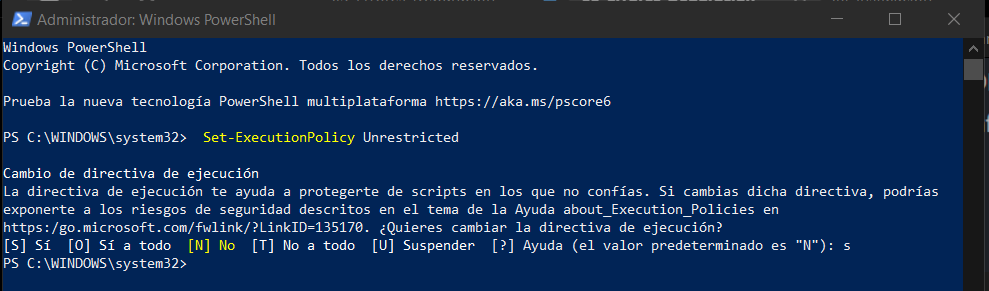 Administrador: Windows PowerShell
Windows PowerShell
Copyright (C) Microsoft Corporation. Todos los derechos reservados.
Prueba la nueva tecnología PowerShell multiplataforma https://aka.ms/pscore6
PS C:\WINDOWS\system32>  Set-ExecutionPolicy Unrestricted
Cambio de directiva de ejecución
La directiva de ejecución te ayuda a protegerte de scripts en los que no confías. Si cambias dicha directiva, podrías
exponerte a los riesgos de seguridad descritos en el tema de la Ayuda about_Execution_Policies en
https:/go.microsoft.com/fwlink/?LinkID=135170. ¿Quieres cambiar la directiva de ejecución?
[S] Sí  [O] Sí a todo  [N] No  [T] No a todo  [U] Suspender  [?] Ayuda (el valor predeterminado es "N"): s
PS C:\WINDOWS\system32>